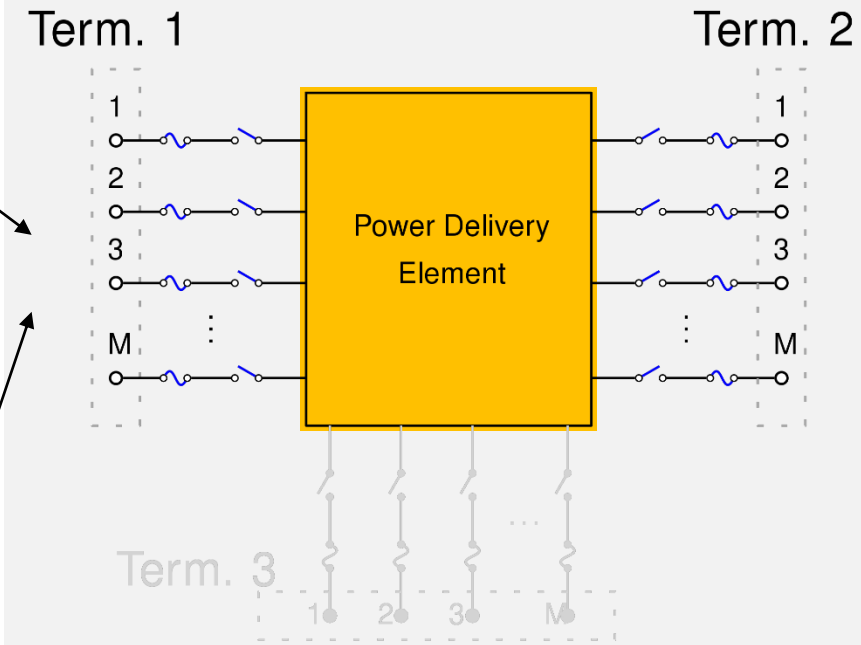 Term. 1
Term. 2
1
2
3
⋮
M
Power Delivery
Element
1
2
3
⋮
M
Term. 3
1 2 3 ... M